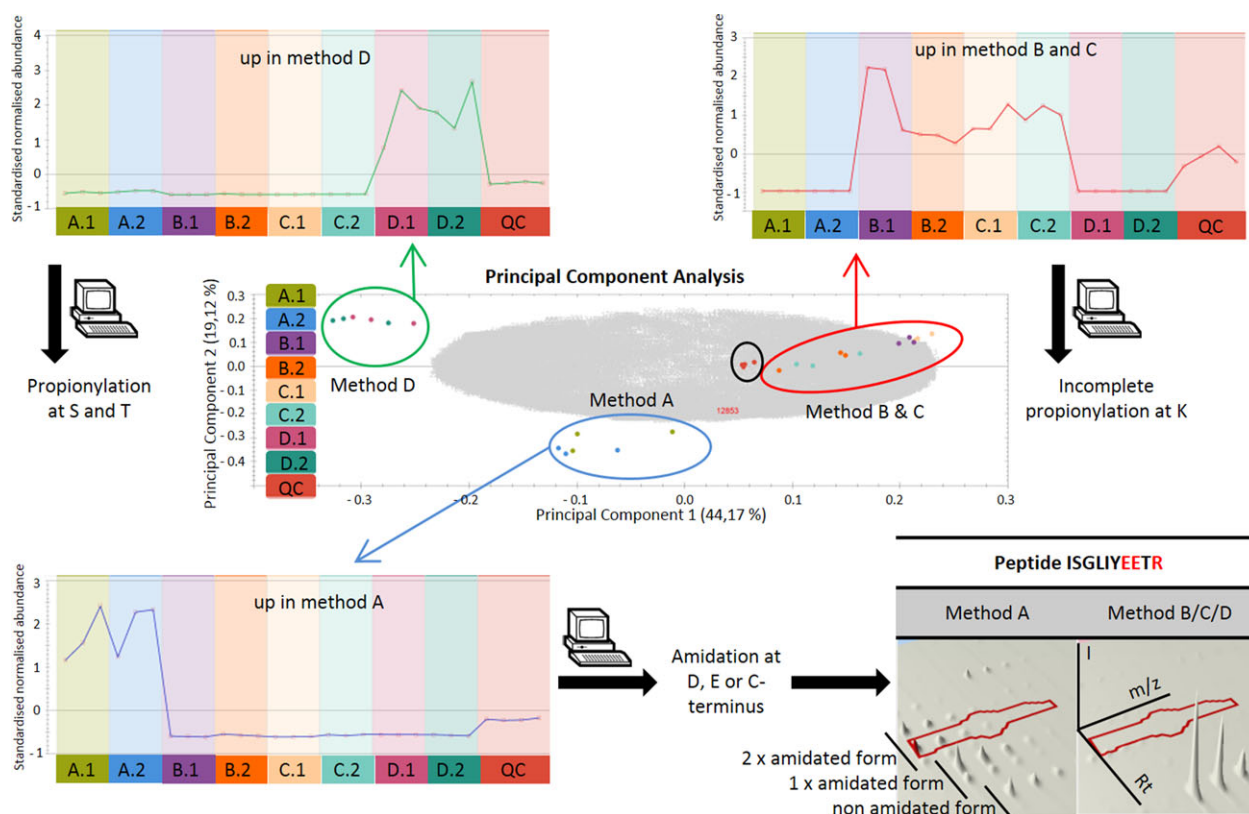 up in method D
Standardised normalised abundance
4
3
2
1
0
- 1
A.1 A.2 B.1 B.2 C.1 C.2 D.1 D.2 QC
up in method B and C
Standardised normalised abundance
3
2
1
0
-1
A.1 A.2 B.1 B.2 C.1 C.2 D.1 D.2 QC
Propionylation
at S and T
Principal Component Analysis
Principal Component 2 (19,12 %)
A.1
A.2
B.1
B.2
C.1
C.2
D.1
D.2
QC
0.3
0.2
0.1
0.0
- 0.1
- 0.2
- 0.3
- 0.4
Method D
Method A
12853
Method B & C
- 0.3 - 0.2 - 0.1 0.0 0.1 0.2 0.3
Principal Component 1 (44,17 %)
Incomplete
propionylation at K
up in method A
Standardised normalised abundance
3
2
1
0
- 1
A.1 A.2 B.1 B.2 C.1 C.2 D.1 D.2 QC
Amidation at
D, E or C-
terminus
Peptide ISGLIYEETR
Method A Method B/C/D
I
m/z
Rt
2 x amidated form
1 x amidated form
non amidated form